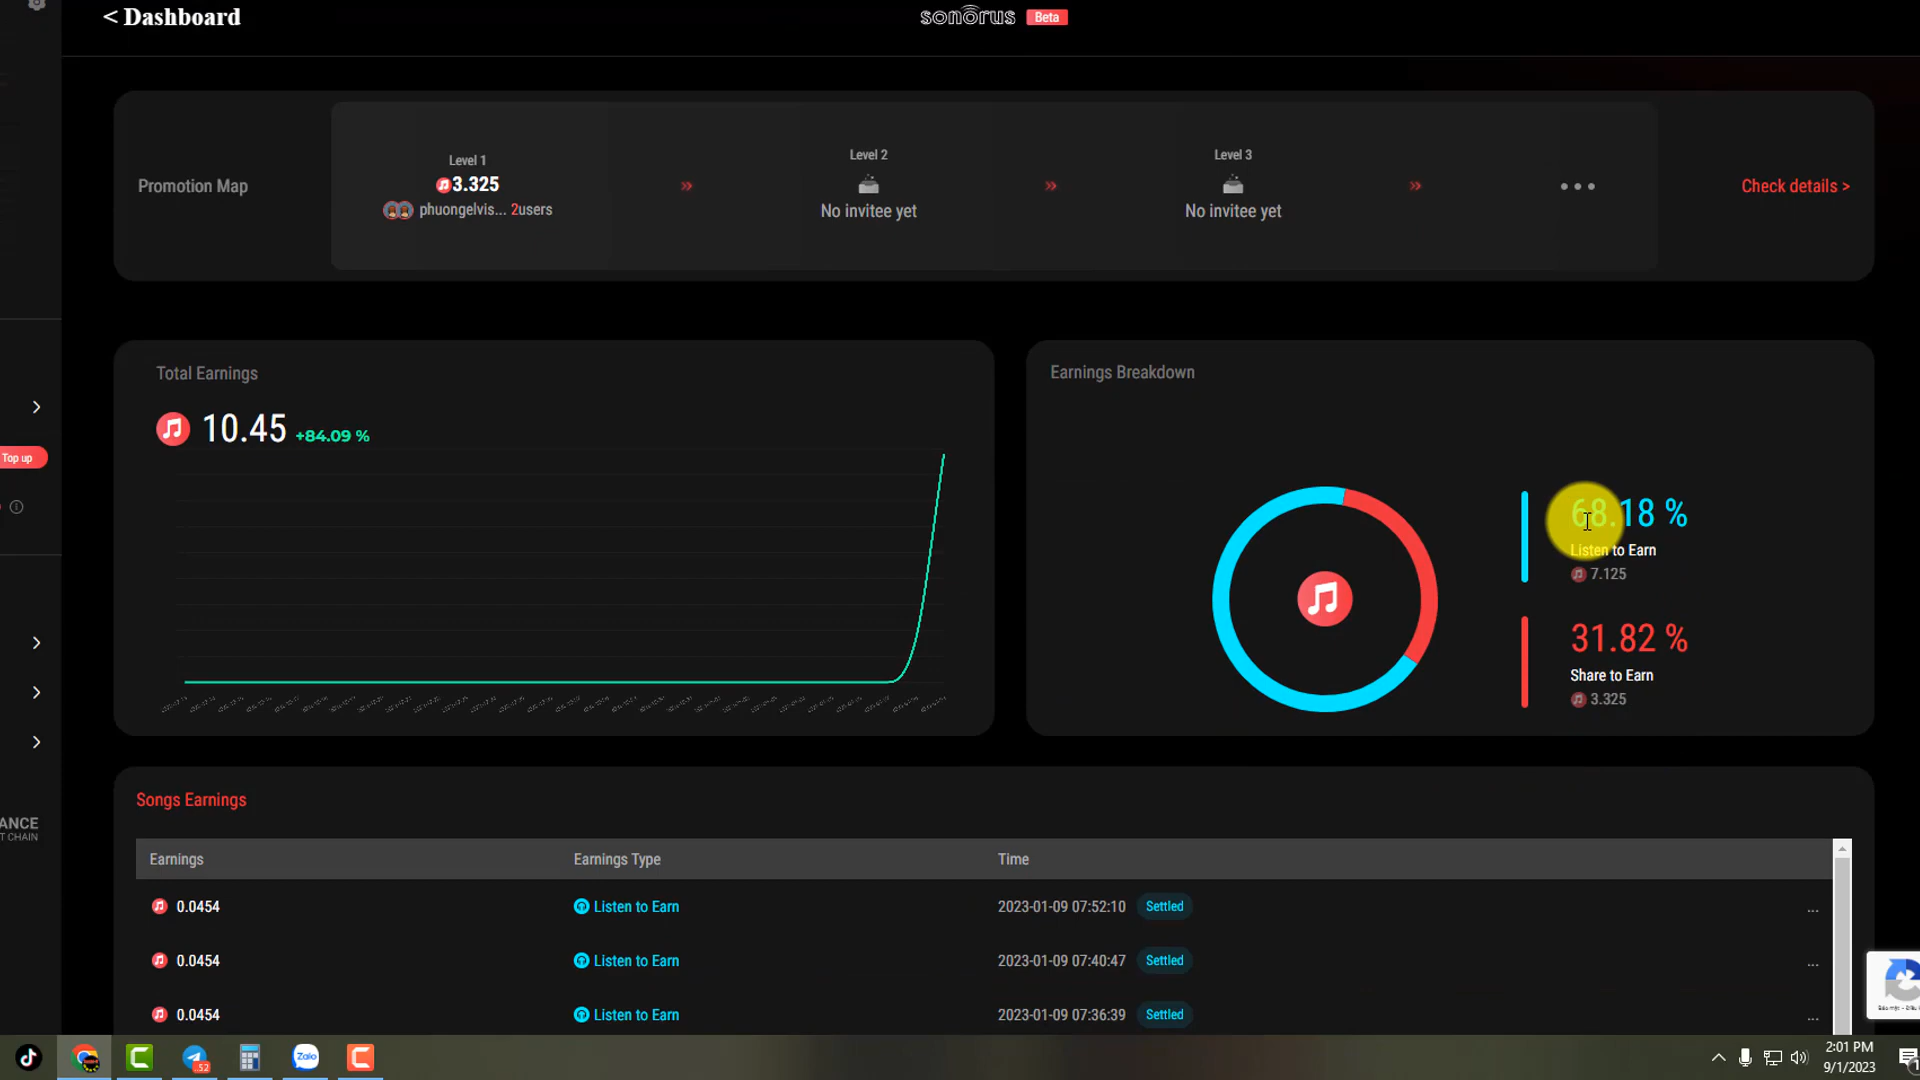 < Dashboard
sonorus Beta
Promotion Map
Level 1
3.325
phuongelvis... 2users
»
Level 2
No invitee yet
»
Level 3
No invitee yet
»
...
Check details >
Total Earnings
10.45 +84.09 %
Earnings Breakdown
68.18 %
Listen to Earn
7.125
31.82 %
Share to Earn
3.325
Top up
ANCE
T CHAIN
Songs Earnings
Earnings Earnings Type Time
0.0454 Listen to Earn 2023-01-09 07:52:10 Settled ...
0.0454 Listen to Earn 2023-01-09 07:40:47 Settled ...
0.0454 Listen to Earn 2023-01-09 07:36:39 Settled ...
52
Zalo
2:01 PM
9/1/2023
1